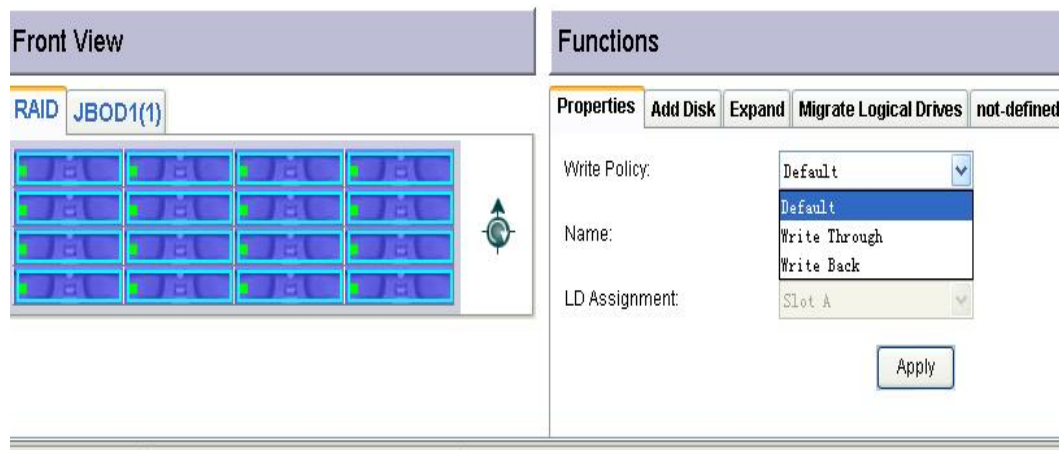 Front View
RAID JBOD1(1)
Functions
Properties Add Disk Expand Migrate Logical Drives not-defined
Write Policy: Default
Default
Write Through
Write Back
Name:
LD Assignment: Slot A
Apply